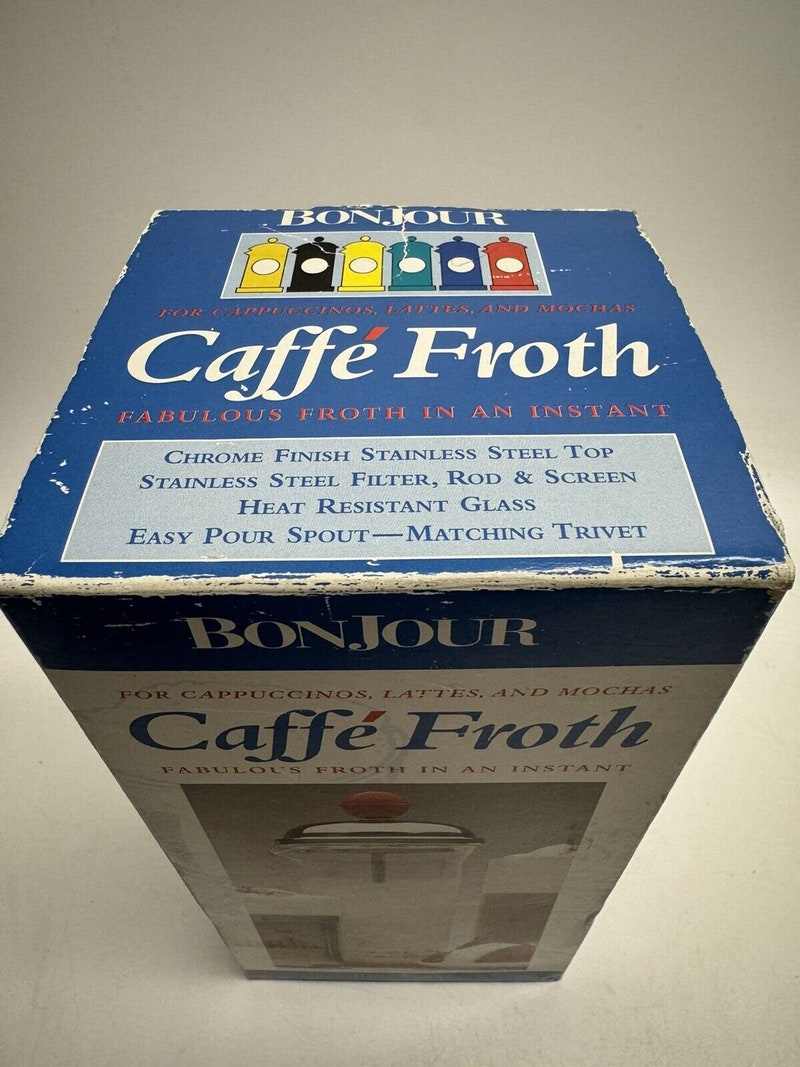 BONJOUR
FOR CAPPUCCINOS, LATTES, AND MOCHAS
Caffé Froth
FABULOUS FROTH IN AN INSTANT
CHROME FINISH STAINLESS STEEL TOP
STAINLESS STEEL FILTER, ROD & SCREEN
HEAT RESISTANT GLASS
EASY POUR SPOUT—MATCHING TRIVET
BONJOUR
FOR CAPPUCCINOS, LATTES, AND MOCHAS
Caffé Froth
FABULOUS FROTH IN AN INSTANT